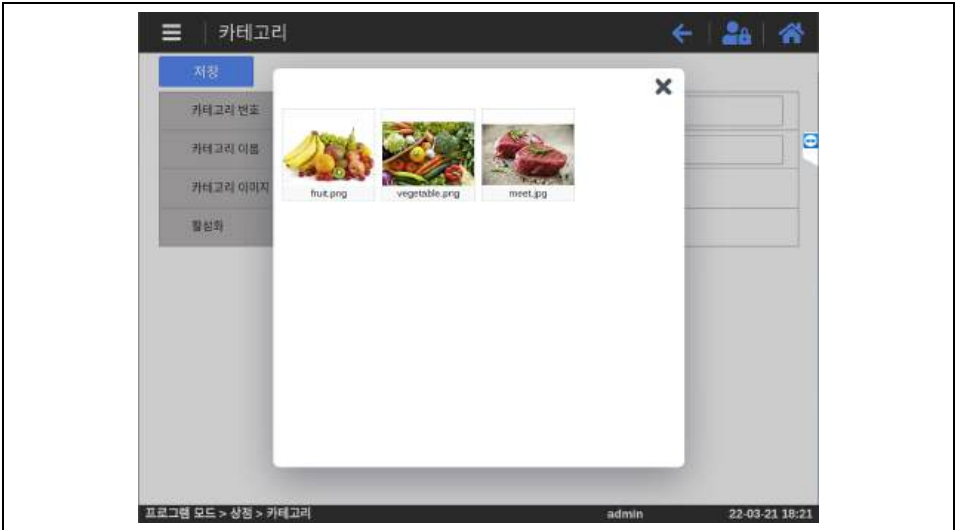 카테고리
저장
카테고리 번호
카테고리 이름
카테고리 이미지
활성화
fruit.png
vegetable.png
meet.jpg
프로그램 모드 > 상점 > 카테고리
admin
22-03-21 18:21